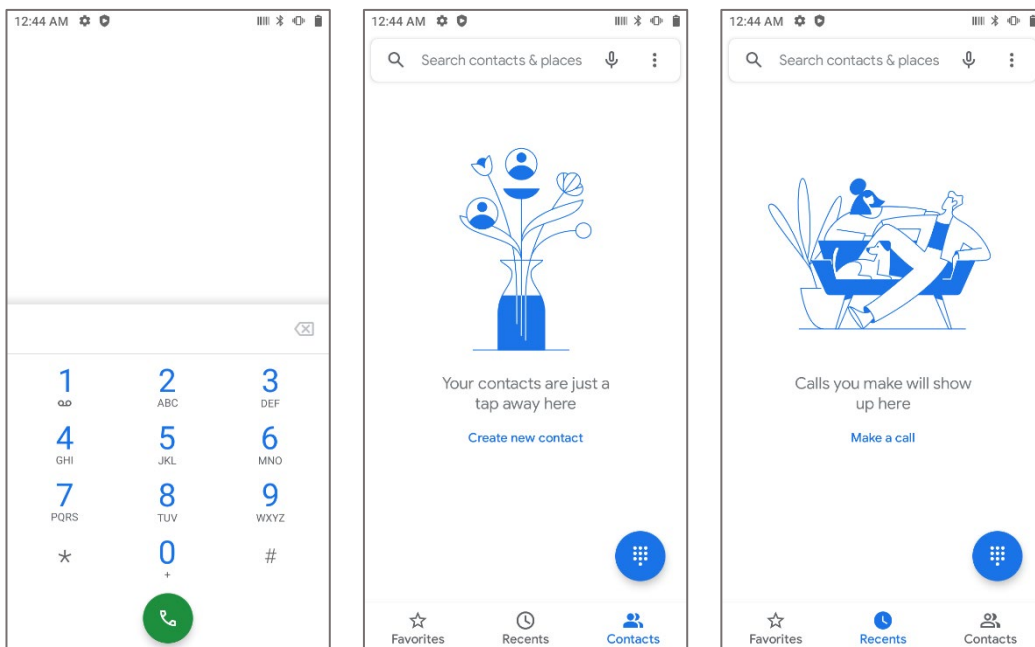 12:44 AM
1
2
ABC
3
DEF
4
GHI
5
JKL
6
MNO
7
PQRS
8
TUV
9
WXYZ
*
0
+
#
12:44 AM
Search contacts & places
Your contacts are just a
tap away here
Create new contact
Favorites
Recents
Contacts
12:44 AM
Search contacts & places
Calls you make will show
up here
Make a call
Favorites
Recents
Contacts